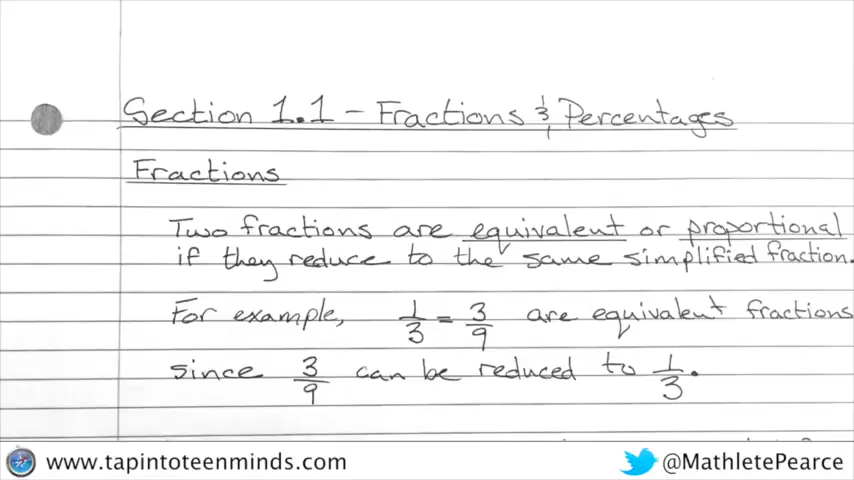 Section 1.1 - Fractions & Percentages
Fractions
Two fractions are equivalent or proportional
if they reduce to the same simplified fraction.
For example, 1/3 = 3/9 are equivalent fractions
since 3/9 can be reduced to 1/3.
www.tapintoteenminds.com
@MathletePearce